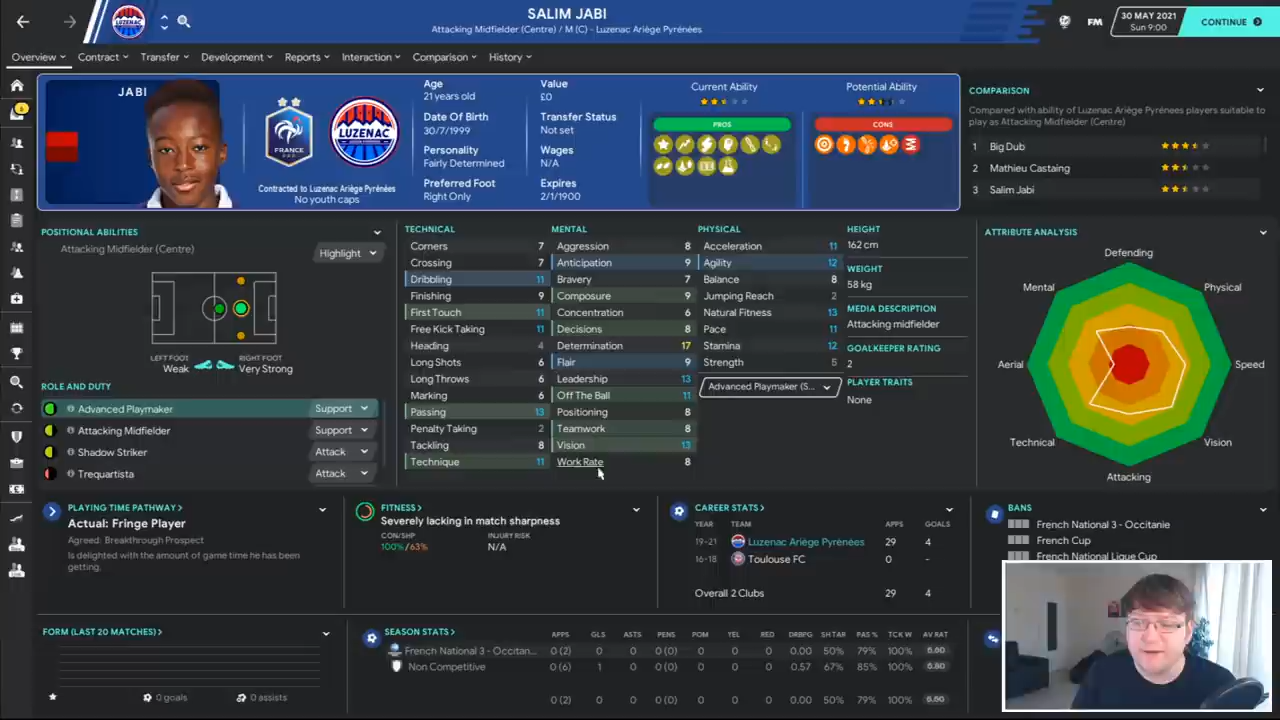 SALIM JABI
Attacking Midfielder (Centre) / M (C) - Luzenac Ariège Pyrénées
FM
30 MAY 2021
Sun 9:00
CONTINUE
Overview
Contract
Transfer
Development
Reports
Interaction
Comparison
History
JABI
FRANCE
LUZENAC
Contracted to Luzenac Ariège Pyrénées
No youth caps
Age
21 years old
Date Of Birth
30/7/1999
Personality
Fairly Determined
Preferred Foot
Right Only
Value
£0
Transfer Status
Not set
Wages
N/A
Expires
2/1/1900
Current Ability
PROS
Potential Ability
CONS
COMPARISON
Compared with ability of Luzenac Ariège Pyrénées players suitable to
play as Attacking Midfielder (Centre)
1 Big Dub
2 Mathieu Castaing
3 Salim Jabi
POSITIONAL ABILITIES
Attacking Midfielder (Centre)
Highlight
LEFT FOOT
Weak
RIGHT FOOT
Very Strong
ROLE AND DUTY
Advanced Playmaker Support
Attacking Midfielder Support
Shadow Striker Attack
Trequartista Attack
TECHNICAL
Corners 7
Crossing 7
Dribbling 11
Finishing 9
First Touch 11
Free Kick Taking 11
Heading 4
Long Shots 6
Long Throws 6
Marking 6
Passing 13
Penalty Taking 2
Tackling 8
Technique 11
MENTAL
Aggression 8
Anticipation 9
Bravery 7
Composure 9
Concentration 6
Decisions 8
Determination 17
Flair 9
Leadership 13
Off The Ball 11
Positioning 8
Teamwork 8
Vision 13
Work Rate 8
PHYSICAL
Acceleration 11
Agility 12
Balance 8
Jumping Reach 2
Natural Fitness 13
Pace 11
Stamina 12
Strength 5
Advanced Playmaker (S...
HEIGHT
162 cm
WEIGHT
58 kg
MEDIA DESCRIPTION
Attacking midfielder
GOALKEEPER RATING
2
PLAYER TRAITS
None
ATTRIBUTE ANALYSIS
Defending
Physical
Speed
Vision
Attacking
Technical
Aerial
Mental
PLAYING TIME PATHWAY >
Actual: Fringe Player
Agreed: Breakthrough Prospect
Is delighted with the amount of game time he has been
getting.
FITNESS >
Severely lacking in match sharpness
CON/SHP
100%/63%
INJURY RISK
N/A
CAREER STATS >
YEAR TEAM APPS GOALS
19-21 Luzenac Ariège Pyrénées 29 4
16-18 Toulouse FC 0 -
Overall 2 Clubs 29 4
BANS
French National 3 - Occitanie
French Cup
French National Ligue Cup
FORM (LAST 20 MATCHES) >
0 goals
0 assists
SEASON STATS >
APPS GLS ASTS PENS POM YEL RED DRBPG SH TAR PAS % TCK W AV RAT
French National 3 - Occitan... 0 (2) 0 0 0 (0) 0 0 0 0.00 50% 79% 100% 6.60
Non Competitive 0 (6) 1 0 0 (0) 0 0 0 0.57 67% 85% 100% 6.80
0 (2) 0 0 0 (0) 0 0 0 0.00 50% 79% 100% 6.60